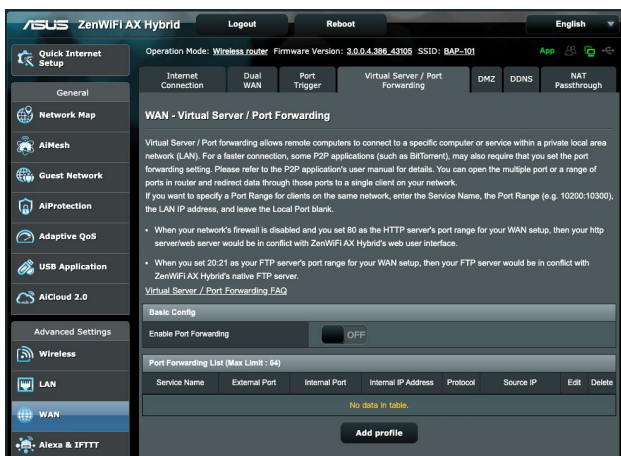 ASUS ZenWiFi AX Hybrid Logout Reboot English
Quick Internet Setup
Operation Mode: Wireless router Firmware Version: 3.0.0.4.386_43105 SSID: BAP-101 App
Internet Connection Dual WAN Port Trigger Virtual Server / Port Forwarding DMZ DDNS NAT Passthrough
General
Network Map
AiMesh
Guest Network
AiProtection
Adaptive QoS
USB Application
AiCloud 2.0
Advanced Settings
Wireless
LAN
WAN
Alexa & IFTTT
WAN - Virtual Server / Port Forwarding
Virtual Server / Port forwarding allows remote computers to connect to a specific computer or service within a private local area
network (LAN). For a faster connection, some P2P applications (such as BitTorrent), may also require that you set the port
forwarding setting. Please refer to the P2P application's user manual for details. You can open the multiple port or a range of
ports in router and redirect data through those ports to a single client on your network.
If you want to specify a Port Range for clients on the same network, enter the Service Name, the Port Range (e.g. 10200:10300),
the LAN IP address, and leave the Local Port blank.
• When your network's firewall is disabled and you set 80 as the HTTP server's port range for your WAN setup, then your http
server/web server would be in conflict with ZenWiFi AX Hybrid's web user interface.
• When you set 20:21 as your FTP server's port range for your WAN setup, then your FTP server would be in conflict with
ZenWiFi AX Hybrid's native FTP server.
Virtual Server / Port Forwarding FAQ
Basic Config
Enable Port Forwarding OFF
Port Forwarding List (Max Limit : 64)
Service Name External Port Internal Port Internal IP Address Protocol Source IP Edit Delete
No data in table.
Add profile